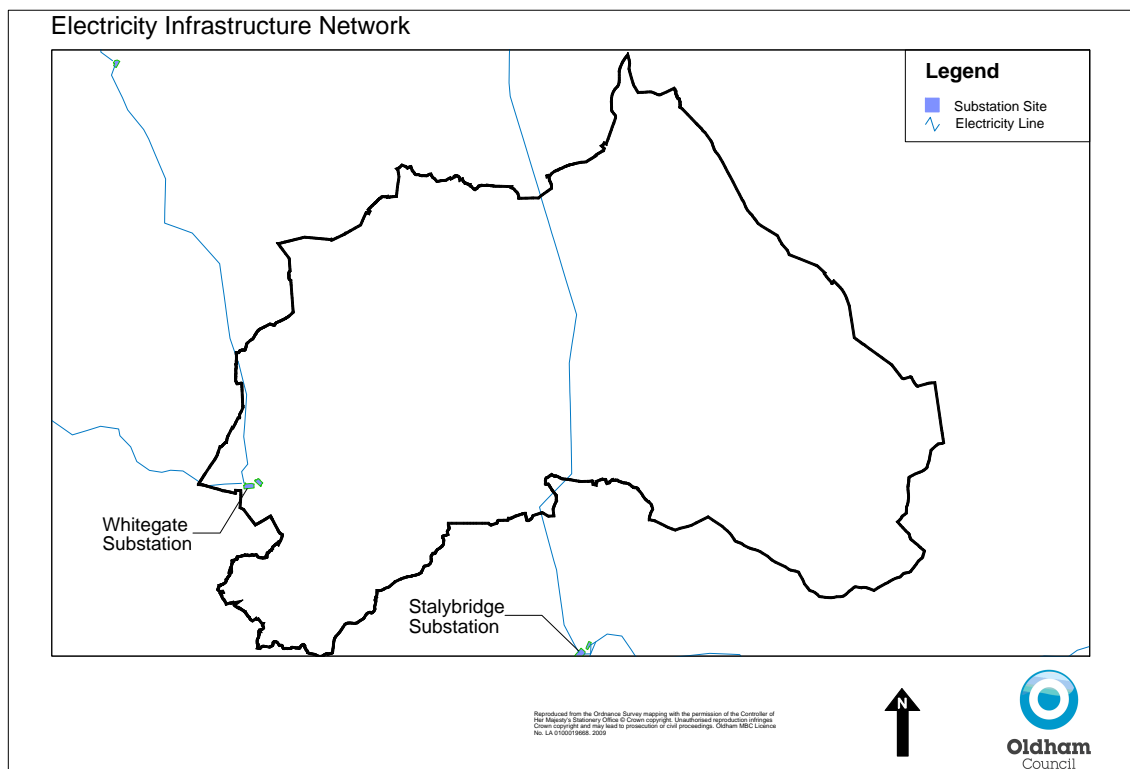 Electricity Infrastructure Network
Legend
Substation Site
Electricity Line
Whitegate
Substation
Stalybridge
Substation
Reproduced from the Ordnance Survey mapping with the permission of the Controller of
Her Majesty's Stationery Office © Crown copyright. Unauthorised reproduction infringes
Crown copyright and may lead to prosecution or civil proceedings. Oldham MBC Licence
No. LA 0100019668. 2009
N
Oldham
Council